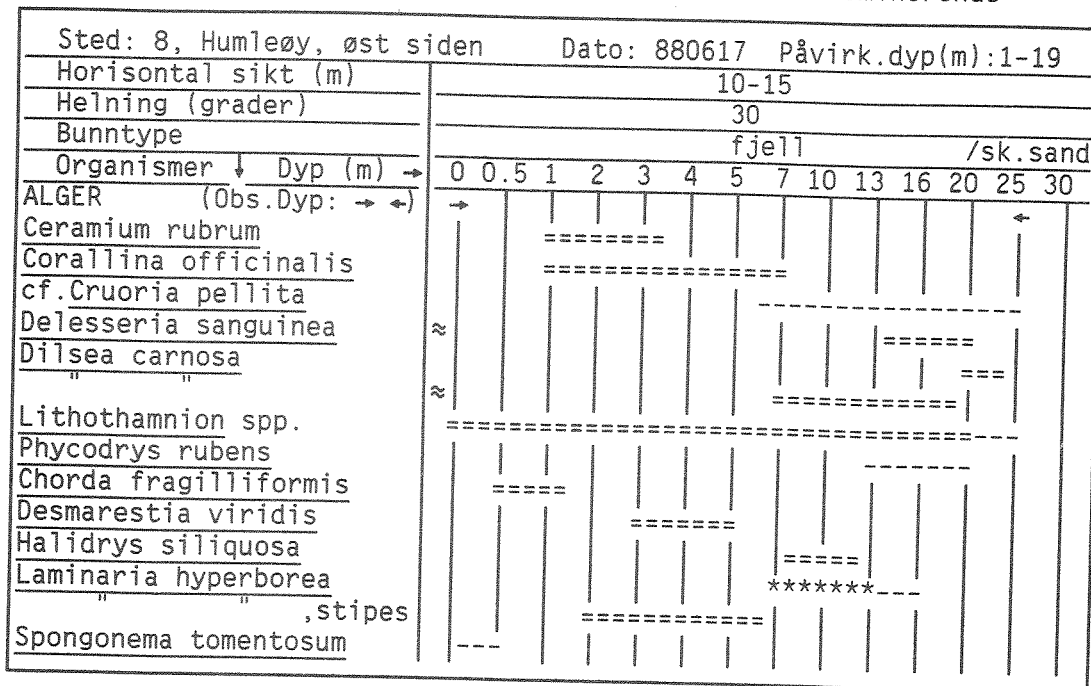 Sted: 8, Humleøy, øst siden Dato: 880617 Påvirk.dyp(m):1-19
Horisontal sikt (m) 10-15
Helning (grader) 30
Bunntype fjell /sk.sand
Organismer ↓ Dyp (m) → 0 0.5 1 2 3 4 5 7 10 13 16 20 25 30
ALGER (Obs.Dyp: → ←) → ←
Ceramium rubrum ========
Corallina officinalis ================
cf.Cruoria pellita -----------------
Delesseria sanguinea ≈ ======
Dilsea carnosa ===
" " ≈ ============
Lithothamnion spp. ==================================---
Phycodrys rubens -------
Chorda fragilliformis =====
Desmarestia viridis =======
Halidrys siliquosa =====
Laminaria hyperborea *******---
" " ,stipes ============
Spongonema tomentosum ---